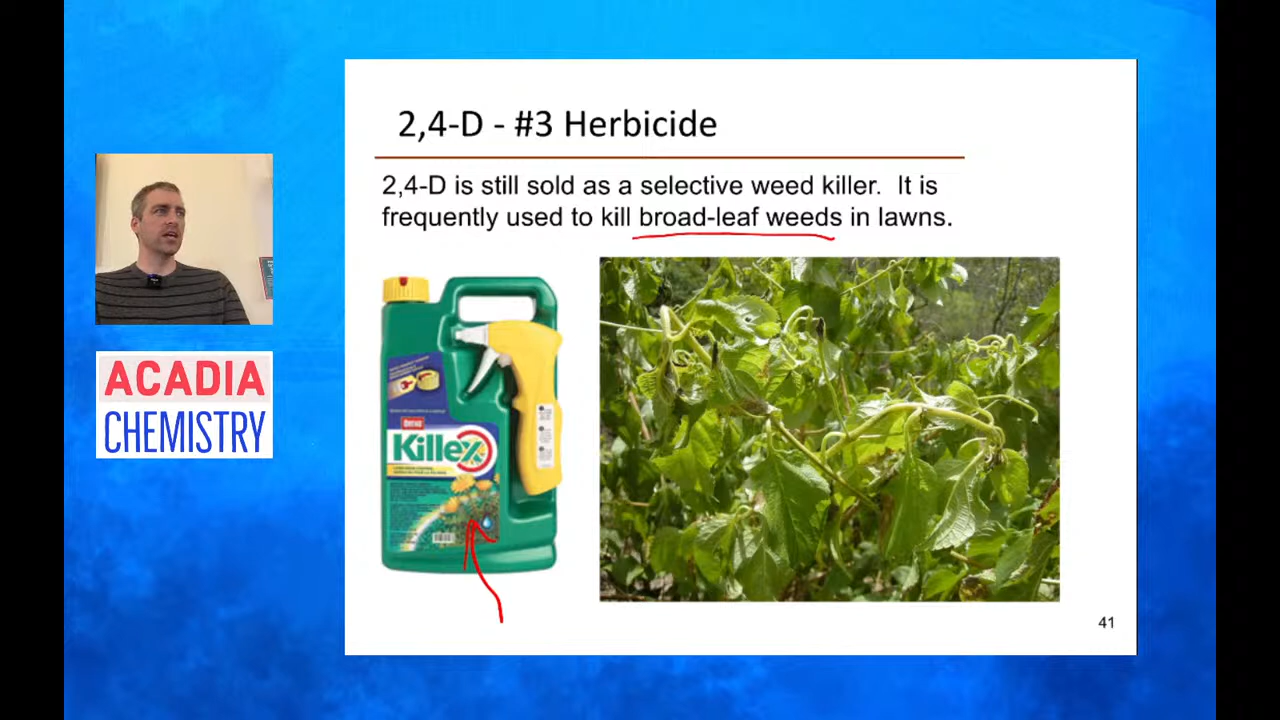 2,4-D - #3 Herbicide
2,4-D is still sold as a selective weed killer.  It is
frequently used to kill broad-leaf weeds in lawns.
ACADIA
CHEMISTRY
ORTHO
Killex
41